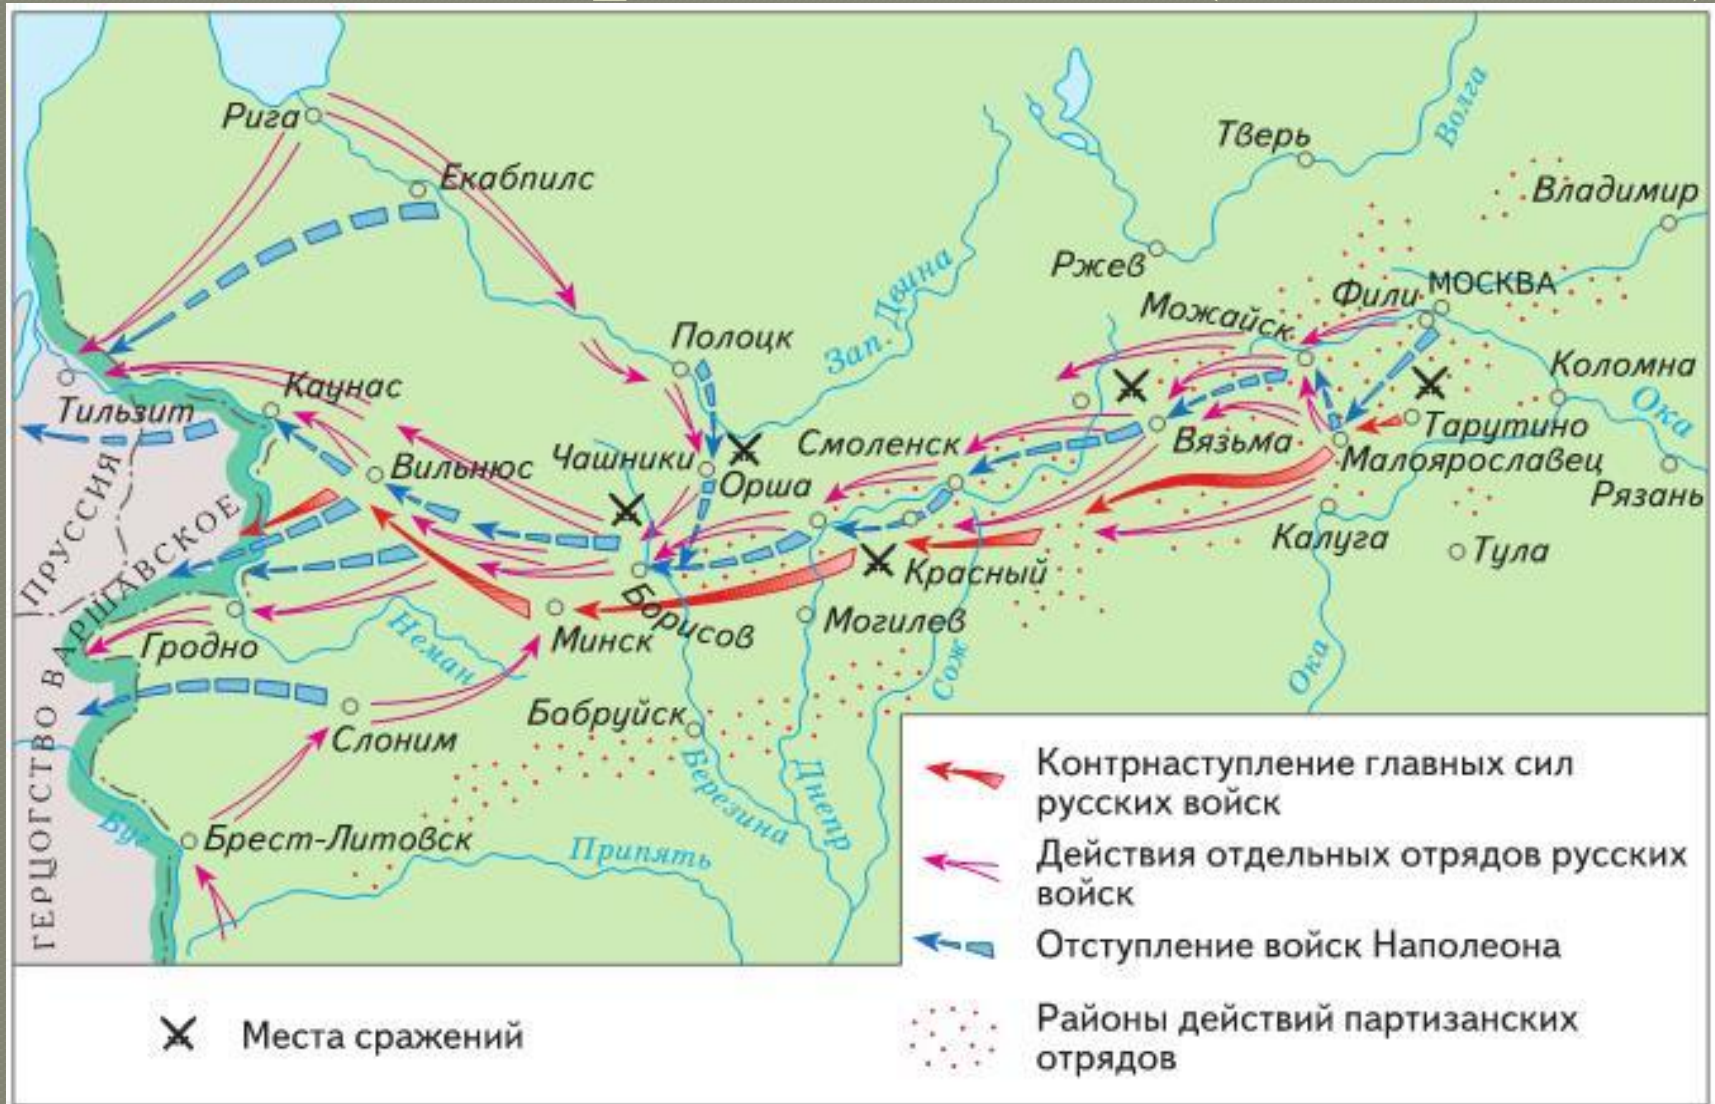 Рига
Екабпилс
Тверь
Волга
Владимир
Ржев
Зап. Двина
Фили
МОСКВА
Можайск
Полоцк
Коломна
Ока
Каунас
Тильзит
Вязьма
Тарутино
Малоярославец
Рязань
Смоленск
Чашники
Орша
Вильнюс
ПРУССИЯ
Калуга
Тула
Красный
Борисов
Могилев
Минск
Гродно
Неман
Сож
Ока
ГЕРЦОГСТВО ВАРШАВСКОЕ
Слоним
Бобруйск
Березина
Днепр
Буг
Брест-Литовск
Припять
Контрнаступление главных сил
русских войск
Действия отдельных отрядов русских
войск
Отступление войск Наполеона
Районы действий партизанских
отрядов
Места сражений